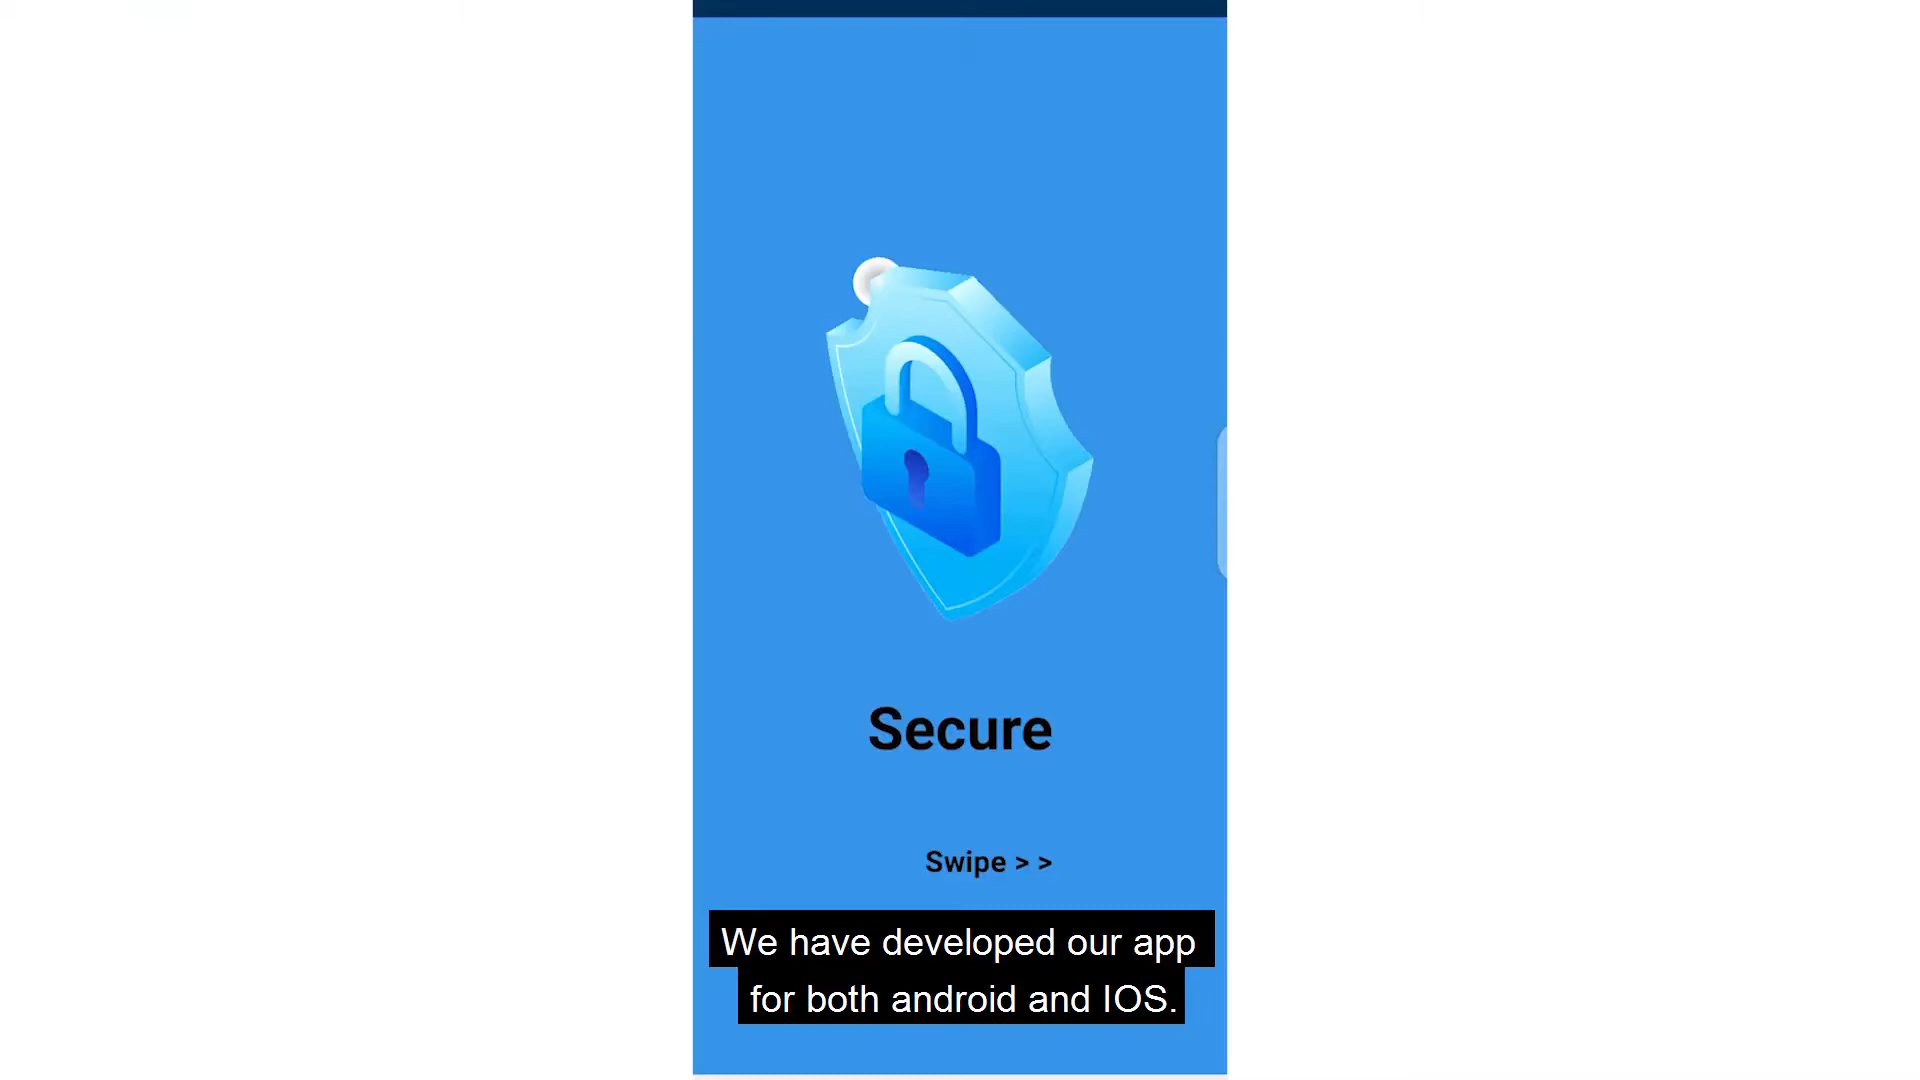 Secure
Swipe > >
We have developed our app
for both android and IOS.